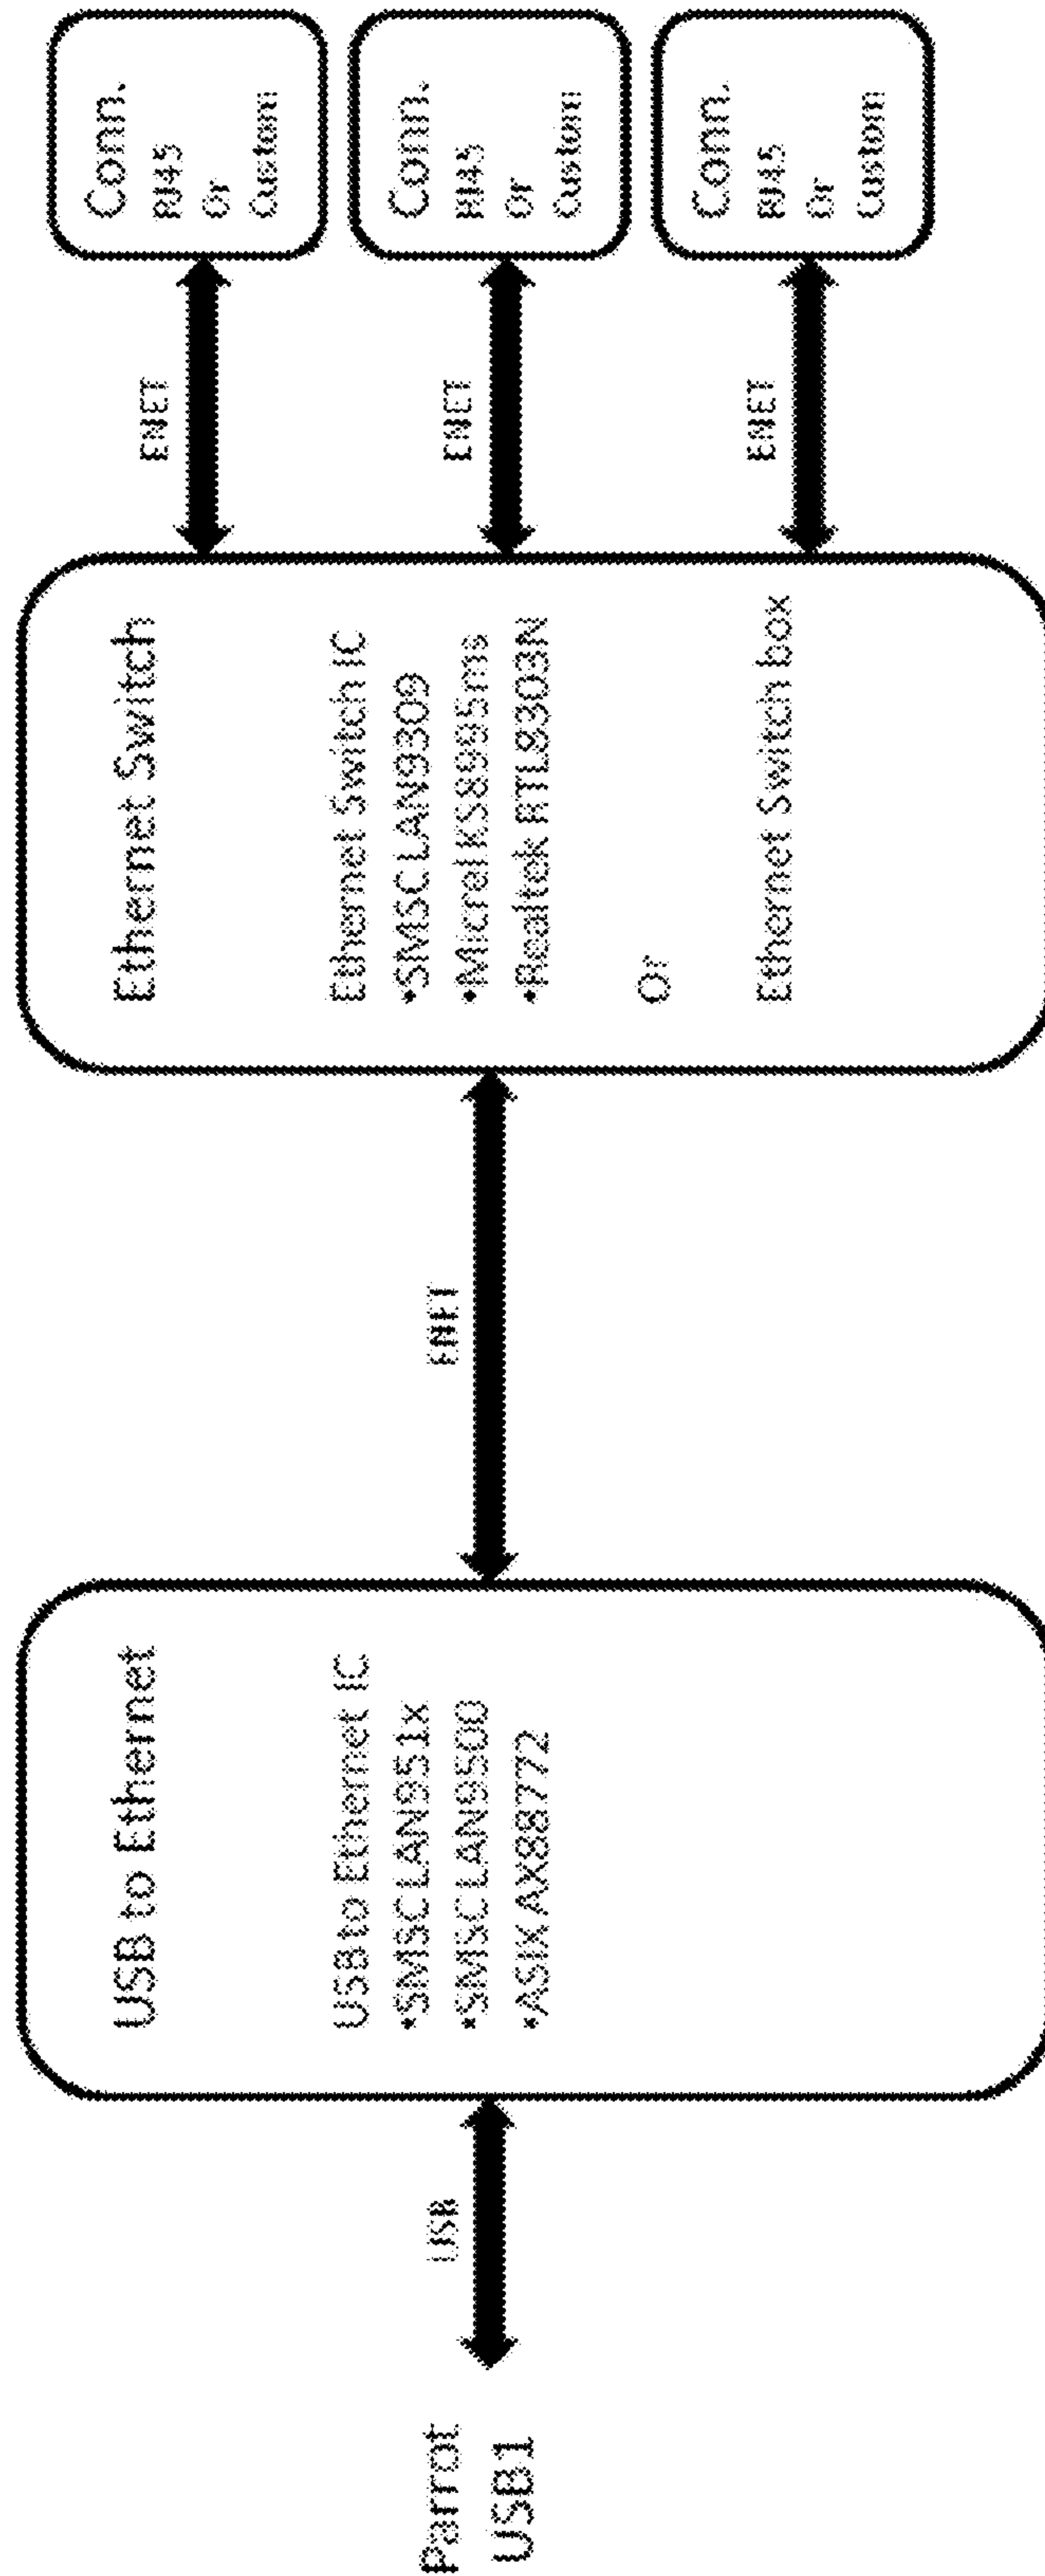 Parrot
USB1
USB
USB to Ethernet
USB to Ethernet IC
•SMSC LAN951x
•SMSC LAN9500
•ASIX AX88772
ENET
Ethernet Switch
Ethernet Switch IC
•SMSC LAN9309
•Micrel KS8995ms
•Realtek RTL8303N
Or
Ethernet Switch box
ENET
Conn.
RJ45
Or
Custom
ENET
Conn.
RJ45
Or
Custom
ENET
Conn.
RJ45
Or
Custom